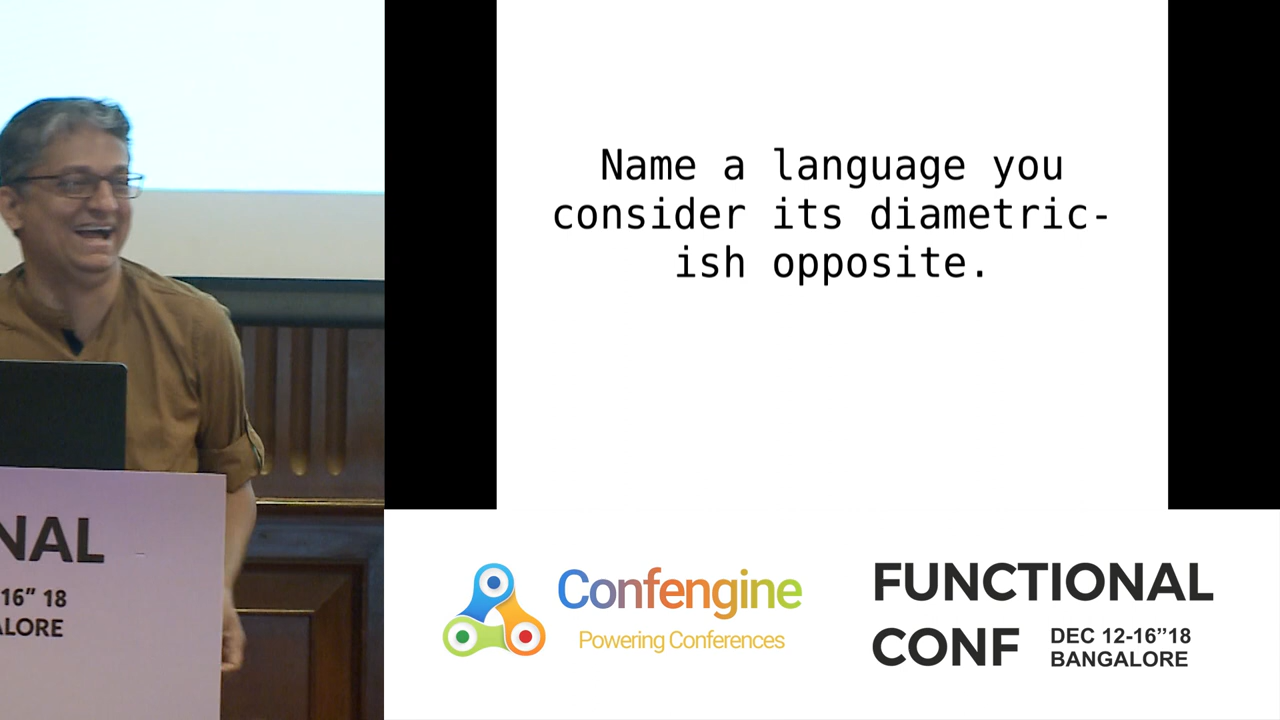 Name a language you
consider its diametric-
ish opposite.
NAL
16” 18
ALORE
Confengine
Powering Conferences
FUNCTIONAL
CONF
DEC 12-16”18
BANGALORE